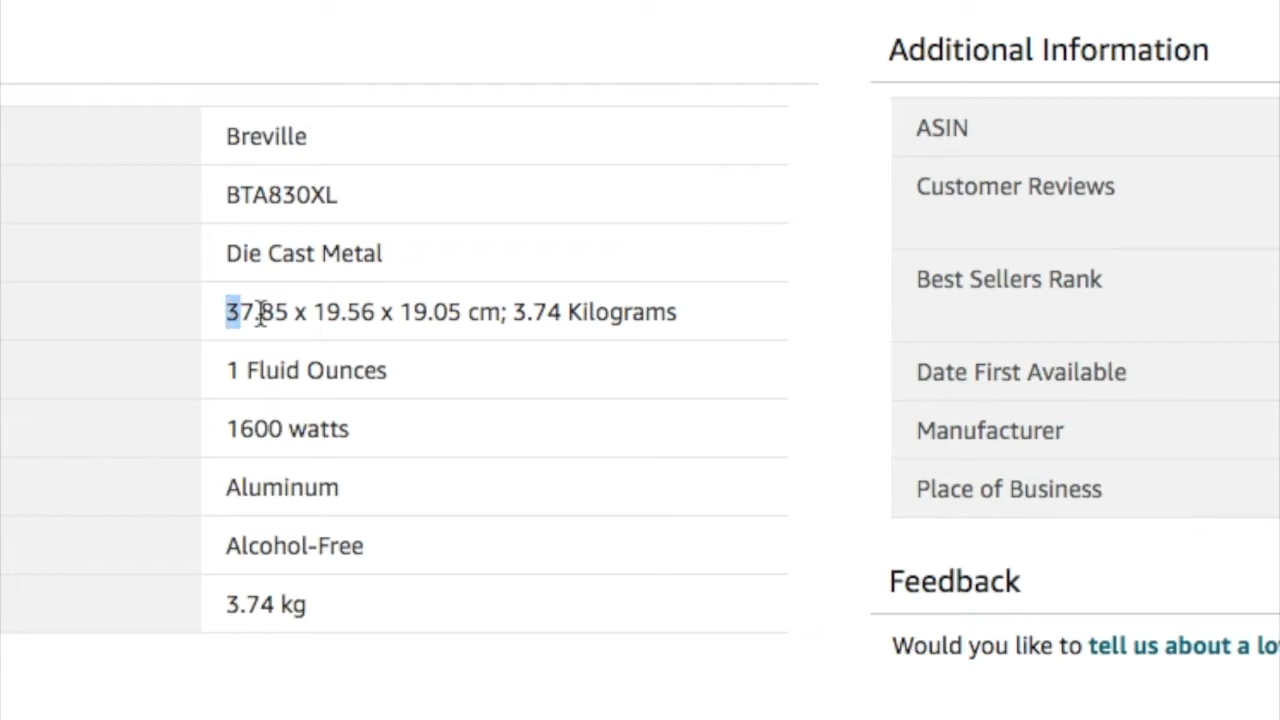 Breville
BTA830XL
Die Cast Metal
37.85 x 19.56 x 19.05 cm; 3.74 Kilograms
1 Fluid Ounces
1600 watts
Aluminum
Alcohol-Free
3.74 kg
Additional Information
ASIN
Customer Reviews
Best Sellers Rank
Date First Available
Manufacturer
Place of Business
Feedback
Would you like to tell us about a lo